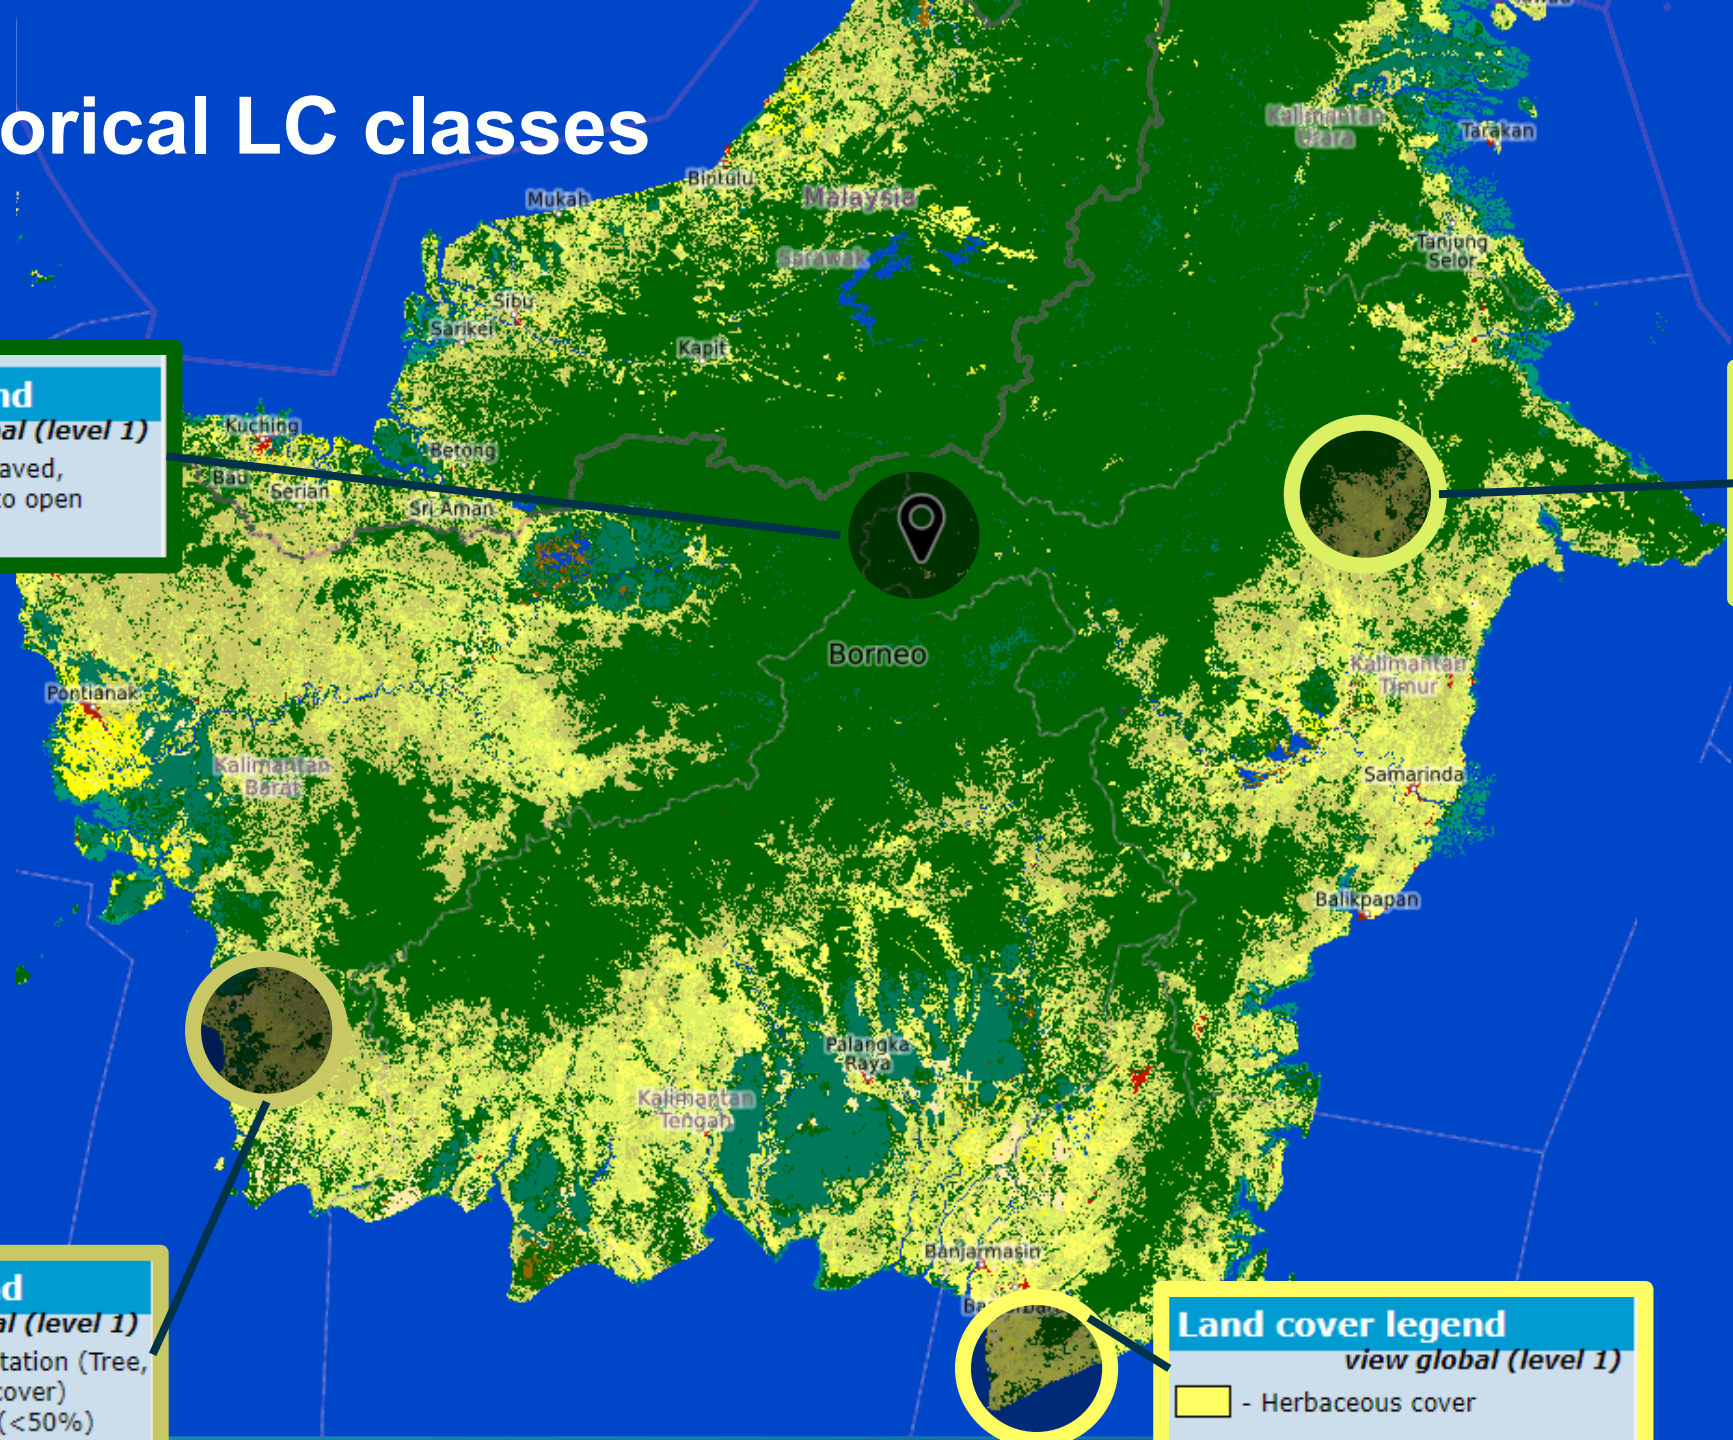 orical LC classes
Kalimantan
Utara
Tarakan
Bintulu
Mukah
Malaysia
Sarawak
Tanjung
Selor
Sibu
Sarikei
Kapit
nd
al (level 1)
aved,
to open
Kuching
Betong
Bau
Serian
Sri Aman
Borneo
Kalimantan
Timur
Pontianak
Kalimantan
Barat
Samarinda
Balikpapan
Palangka
Raya
Kalimantan
Tengah
Banjarmasin
d
al (level 1)
tation (Tree,
cover)
(<50%)
Land cover legend
view global (level 1)
- Herbaceous cover